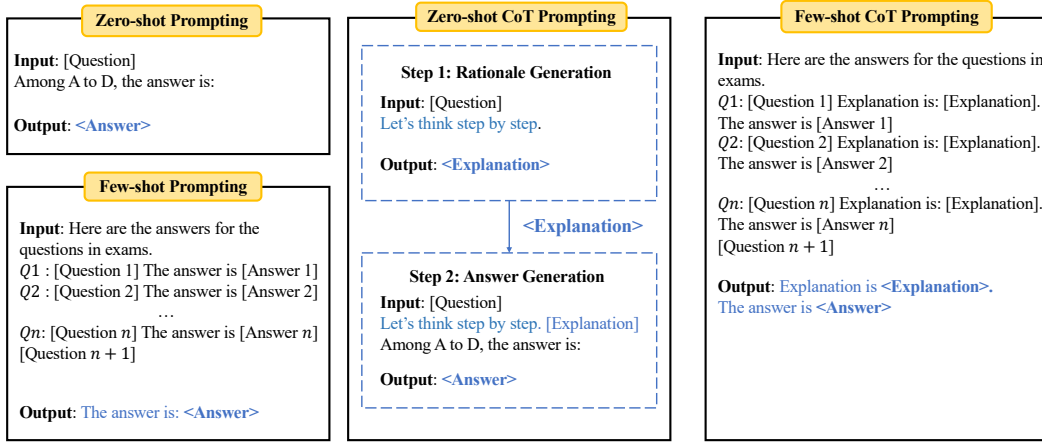 Zero-shot Prompting
Input: [Question]
Among A to D, the answer is:
Output: <Answer>
Few-shot Prompting
Input: Here are the answers for the
questions in exams.
Q1 : [Question 1] The answer is [Answer 1]
Q2 : [Question 2] The answer is [Answer 2]
…
Qn: [Question n] The answer is [Answer n]
[Question n + 1]
Output: The answer is: <Answer>
Zero-shot CoT Prompting
Step 1: Rationale Generation
Input: [Question]
Let's think step by step.
Output: <Explanation>
<Explanation>
Step 2: Answer Generation
Input: [Question]
Let's think step by step. [Explanation]
Among A to D, the answer is:
Output: <Answer>
Few-shot CoT Prompting
Input: Here are the answers for the questions in
exams.
Q1: [Question 1] Explanation is: [Explanation].
The answer is [Answer 1]
Q2: [Question 2] Explanation is: [Explanation].
The answer is [Answer 2]
…
Qn: [Question n] Explanation is: [Explanation].
The answer is [Answer n]
[Question n + 1]
Output: Explanation is <Explanation>.
The answer is <Answer>